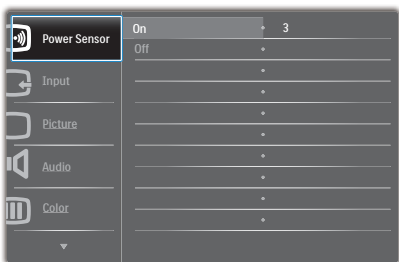 Power Sensor
On 3
Off
Input
Picture
Audio
Color